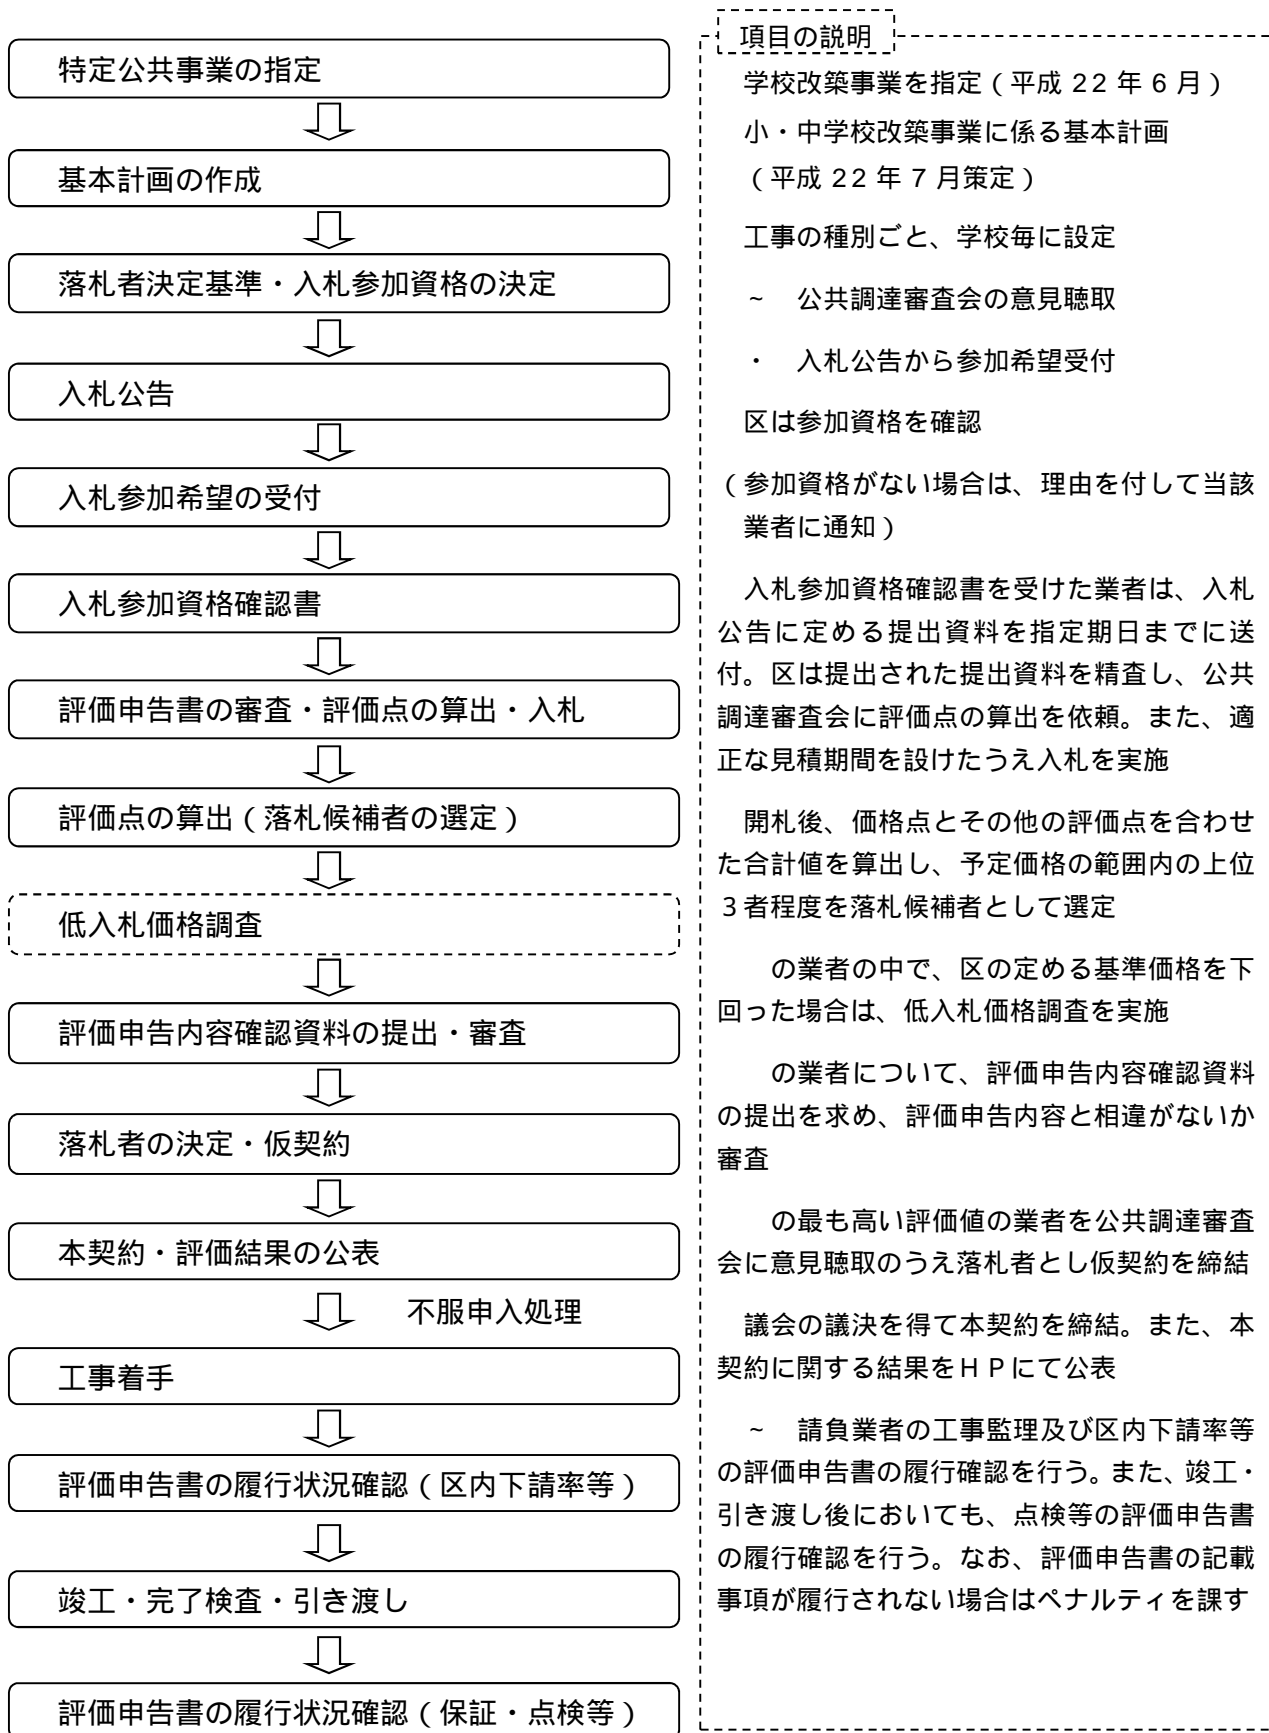 特定公共事業の指定
基本計画の作成
落札者決定基準・入札参加資格の決定
入札公告
入札参加希望の受付
入札参加資格確認書
評価申告書の審査・評価点の算出・入札
評価点の算出（落札候補者の選定）
低入札価格調査
評価申告内容確認資料の提出・審査
落札者の決定・仮契約
本契約・評価結果の公表
不服申入処理
工事着手
評価申告書の履行状況確認（区内下請率等）
竣工・完了検査・引き渡し
評価申告書の履行状況確認（保証・点検等）
項目の説明
学校改築事業を指定（平成 22 年 6 月）
小・中学校改築事業に係る基本計画
（平成 22 年 7 月策定）
工事の種別ごと、学校毎に設定
~　公共調達審査会の意見聴取
・　入札公告から参加希望受付
区は参加資格を確認
（参加資格がない場合は、理由を付して当該
業者に通知）
入札参加資格確認書を受けた業者は、入札
公告に定める提出資料を指定期日までに送
付。区は提出された提出資料を精査し、公共
調達審査会に評価点の算出を依頼。また、適
正な見積期間を設けたうえ入札を実施
開札後、価格点とその他の評価点を合わせ
た合計値を算出し、予定価格の範囲内の上位
３者程度を落札候補者として選定
の業者の中で、区の定める基準価格を下
回った場合は、低入札価格調査を実施
の業者について、評価申告内容確認資料
の提出を求め、評価申告内容と相違がないか
審査
の最も高い評価値の業者を公共調達審査
会に意見聴取のうえ落札者とし仮契約を締結
議会の議決を得て本契約を締結。また、本
契約に関する結果をＨＰにて公表
~　請負業者の工事監理及び区内下請率等
の評価申告書の履行確認を行う。また、竣工・
引き渡し後においても、点検等の評価申告書
の履行確認を行う。なお、評価申告書の記載
事項が履行されない場合はペナルティを課す